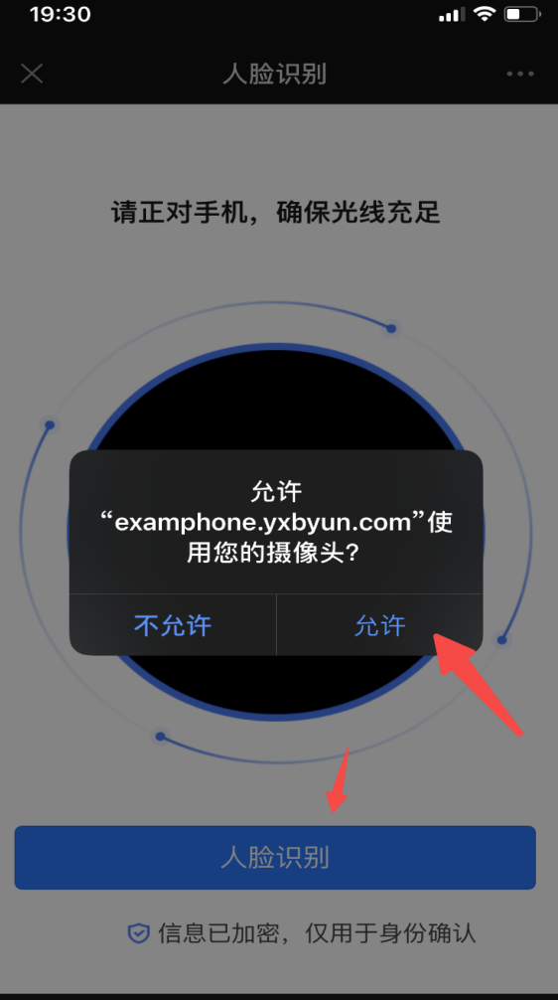 19:30
人脸识别
请正对手机，确保光线充足
允许
“examphone.yxbyun.com”使
用您的摄像头?
不允许
允许
人脸识别
信息已加密，仅用于身份确认